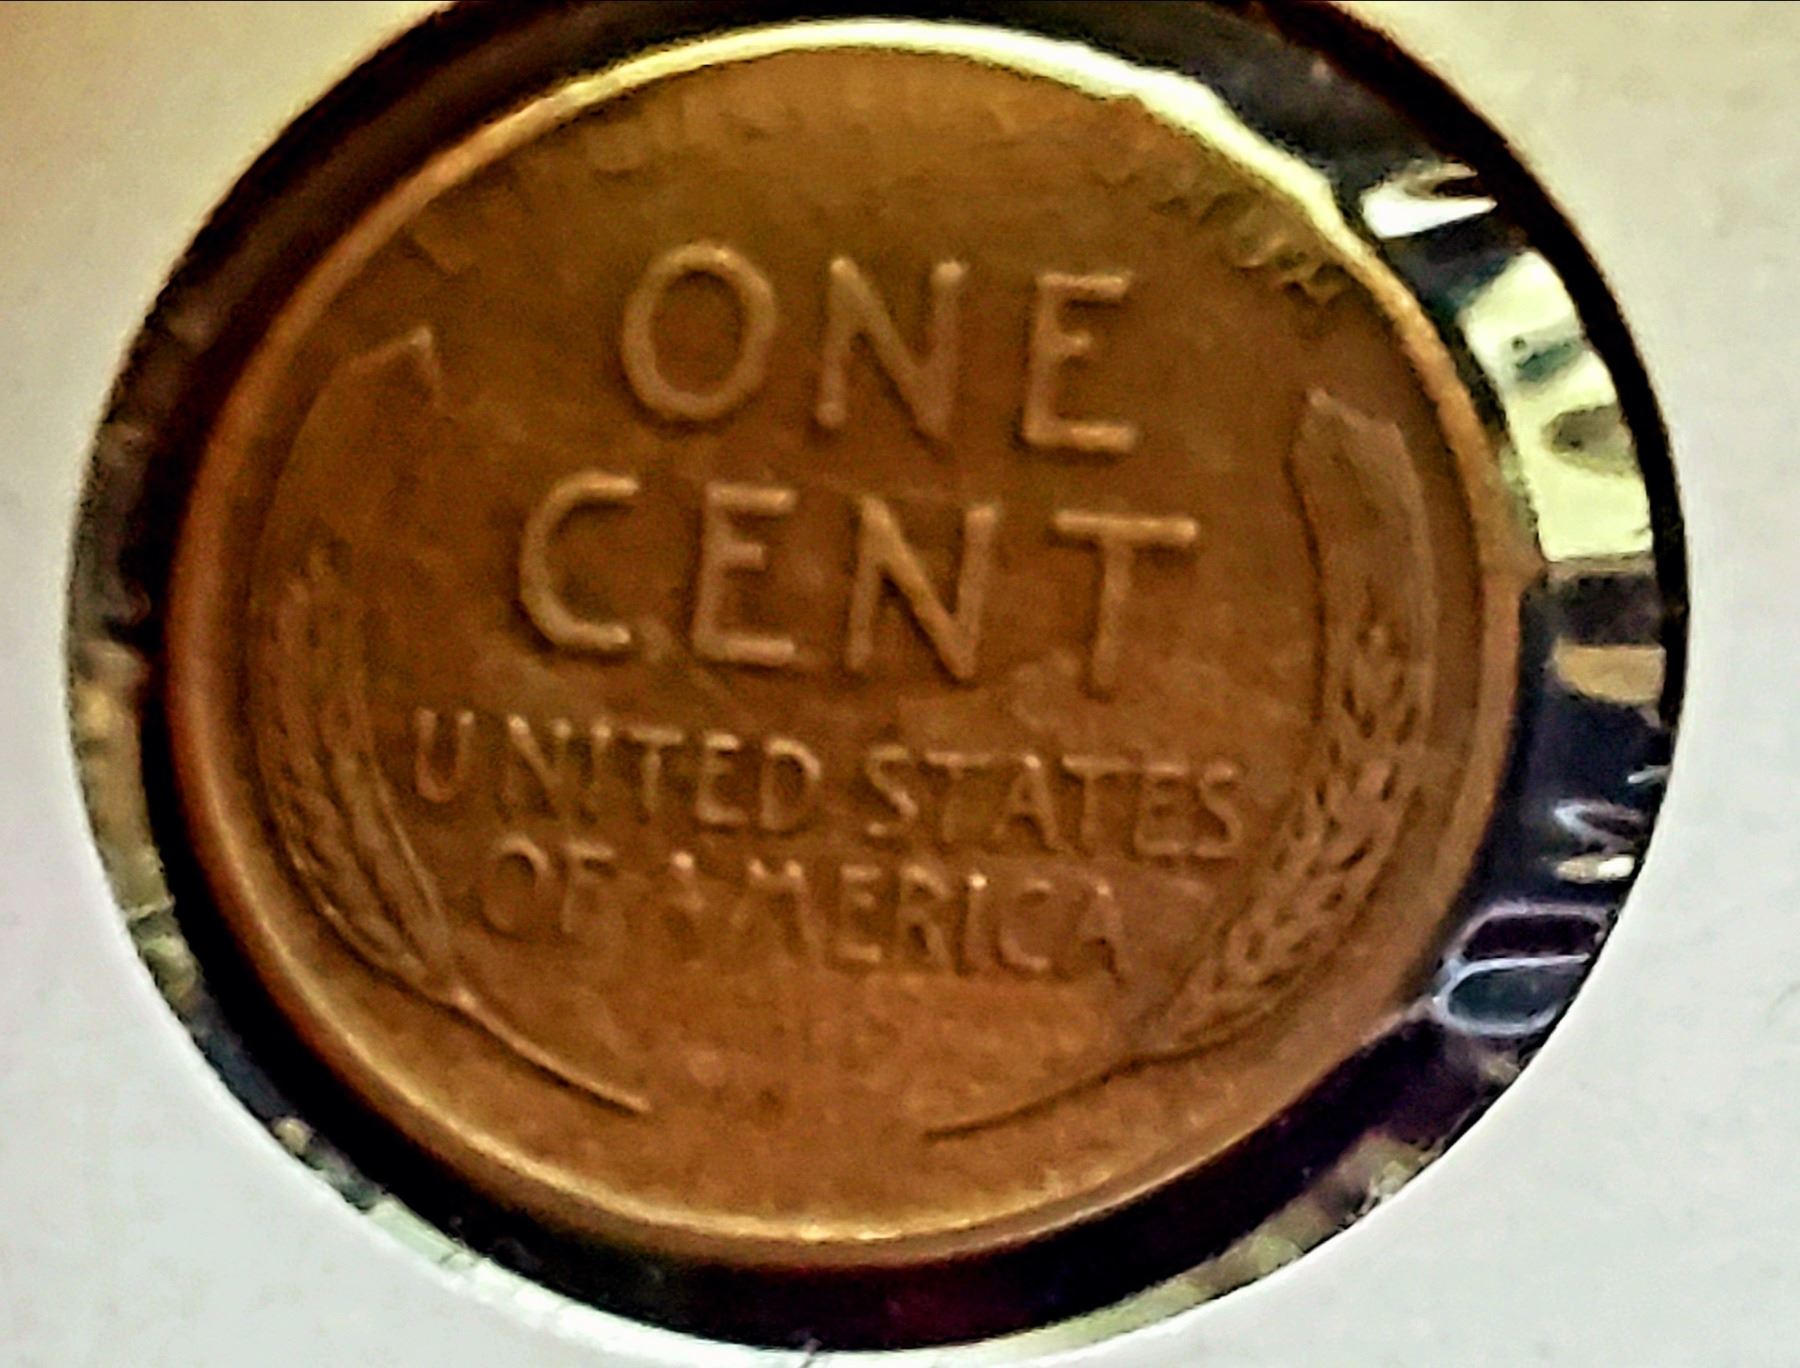 ONE
CENT
UNITED STATES
OF AMERICA